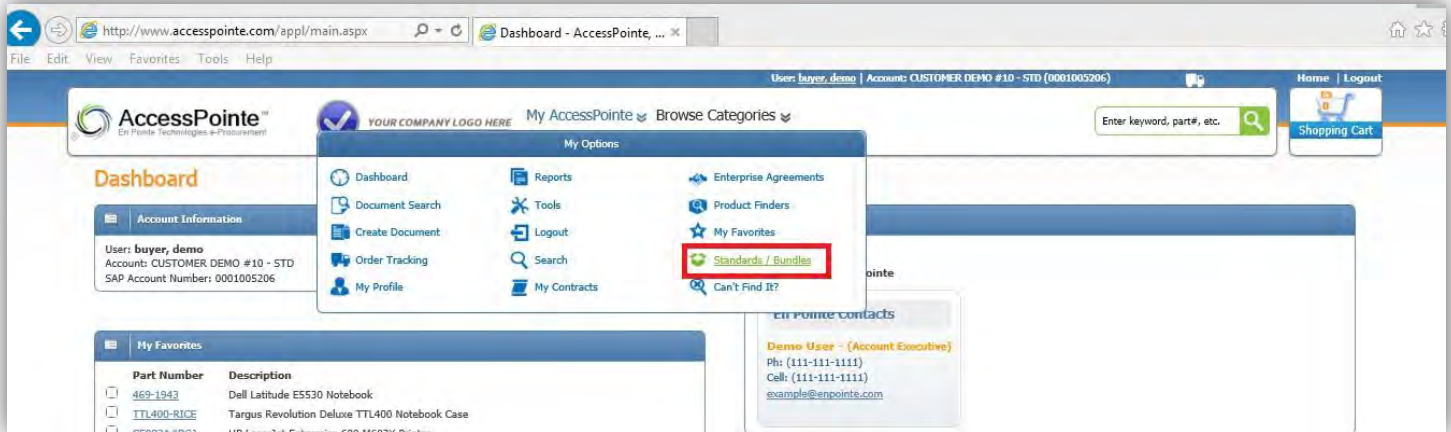 http://www.accesspointe.com/appl/main.aspx
Dashboard - AccessPointe, ...
File Edit View Favorites Tools Help
User: buyer, demo | Account: CUSTOMER DEMO #10 - STD (0001005206)
Home | Logout
AccessPointe™
En Pointe Technologies e-Procurement
YOUR COMPANY LOGO HERE
My AccessPointe
Browse Categories
Enter keyword, part#, etc.
Shopping Cart
My Options
Dashboard
Reports
Enterprise Agreements
Document Search
Tools
Product Finders
Create Document
Logout
My Favorites
Order Tracking
Search
Standards / Bundles
My Profile
My Contracts
Can't Find It?
Dashboard
Account Information
User: buyer, demo
Account: CUSTOMER DEMO #10 - STD
SAP Account Number: 0001005206
ointe
En Pointe Contacts
Demo User - (Account Executive)
Ph: (111-111-1111)
Cell: (111-111-1111)
example@enpointe.com
My Favorites
Part Number Description
469-1943 Dell Latitude E5530 Notebook
TTL400-RICE Targus Revolution Deluxe TTL400 Notebook Case